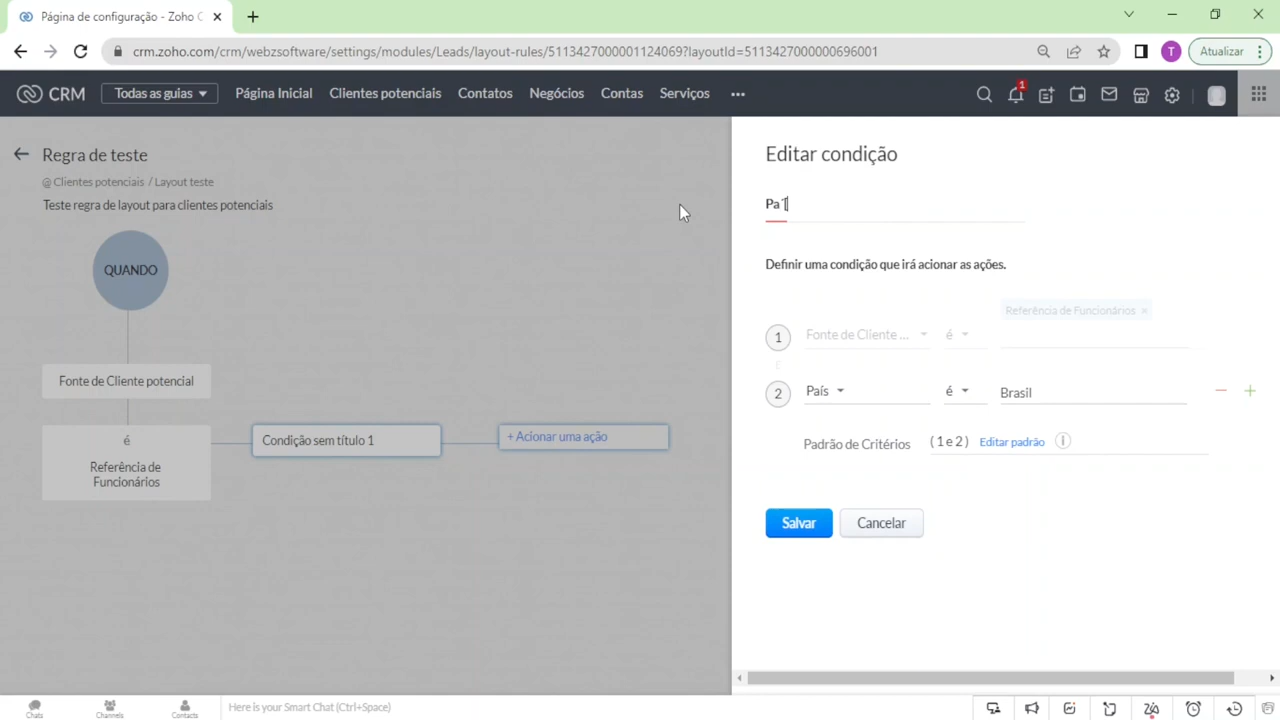 Página de configuração - Zoho C
crm.zoho.com/crm/webzsoftware/settings/modules/Leads/layout-rules/5113427000001124069?layoutId=5113427000000696001
T
Atualizar
CRM
Todas as guias
Página Inicial
Clientes potenciais
Contatos
Negócios
Contas
Serviços
1
Regra de teste
@ Clientes potenciais / Layout teste
Teste regra de layout para clientes potenciais
QUANDO
Fonte de Cliente potencial
é
Referência de
Funcionários
Condição sem título 1
+ Acionar uma ação
Editar condição
Pa
Definir uma condição que irá acionar as ações.
Referência de Funcionários ×
1
Fonte de Cliente ...
é
E
2
País
é
Brasil
Padrão de Critérios
( 1 e 2 )
Editar padrão
i
Salvar
Cancelar
Chats
Channels
Contacts
Here is your Smart Chat (Ctrl+Space)